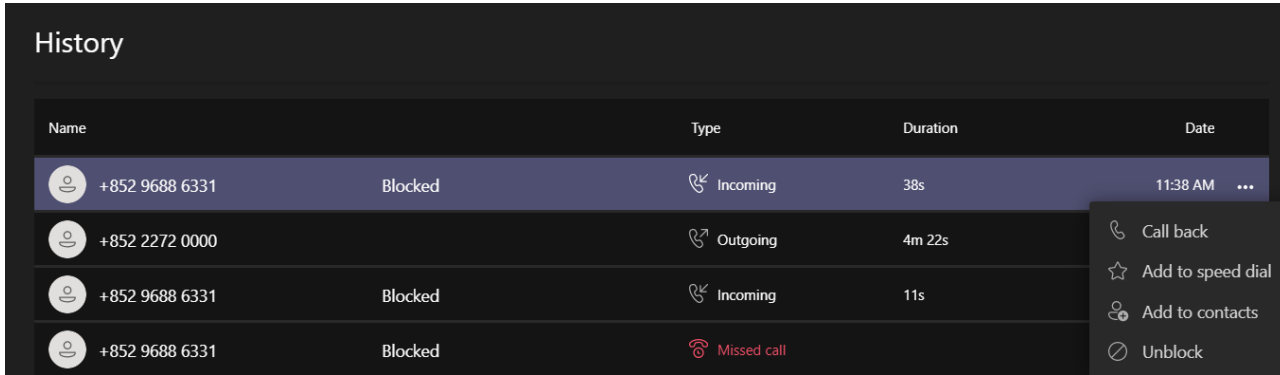 History
Name Type Duration Date
+852 9688 6331 Blocked Incoming 38s 11:38 AM ...
+852 2272 0000 Outgoing 4m 22s
+852 9688 6331 Blocked Incoming 11s
+852 9688 6331 Blocked Missed call
Call back
Add to speed dial
Add to contacts
Unblock